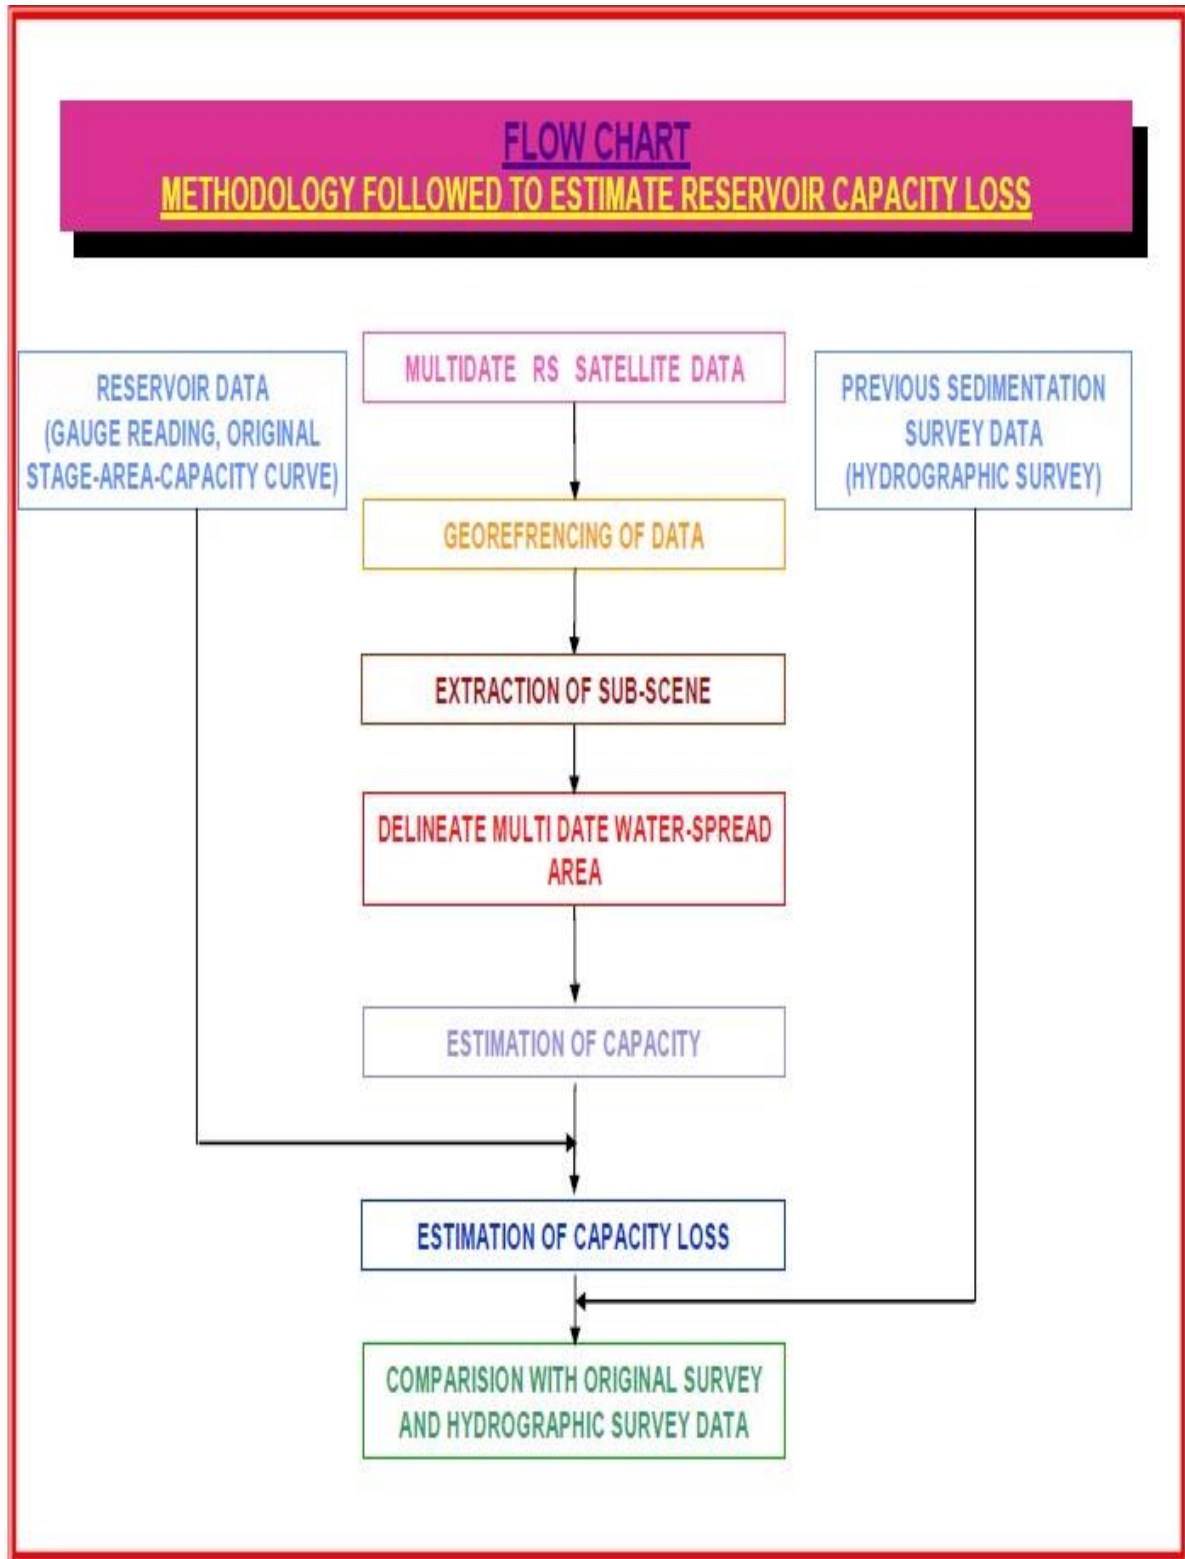 FLOW CHART
METHODOLOGY FOLLOWED TO ESTIMATE RESERVOIR CAPACITY LOSS
RESERVOIR DATA
(GAUGE READING, ORIGINAL
STAGE-AREA-CAPACITY CURVE)
MULTIDATE RS SATELLITE DATA
PREVIOUS SEDIMENTATION
SURVEY DATA
(HYDROGRAPHIC SURVEY)
GEOREFRENCING OF DATA
EXTRACTION OF SUB-SCENE
DELINEATE MULTI DATE WATER-SPREAD
AREA
ESTIMATION OF CAPACITY
ESTIMATION OF CAPACITY LOSS
COMPARISION WITH ORIGINAL SURVEY
AND HYDROGRAPHIC SURVEY DATA